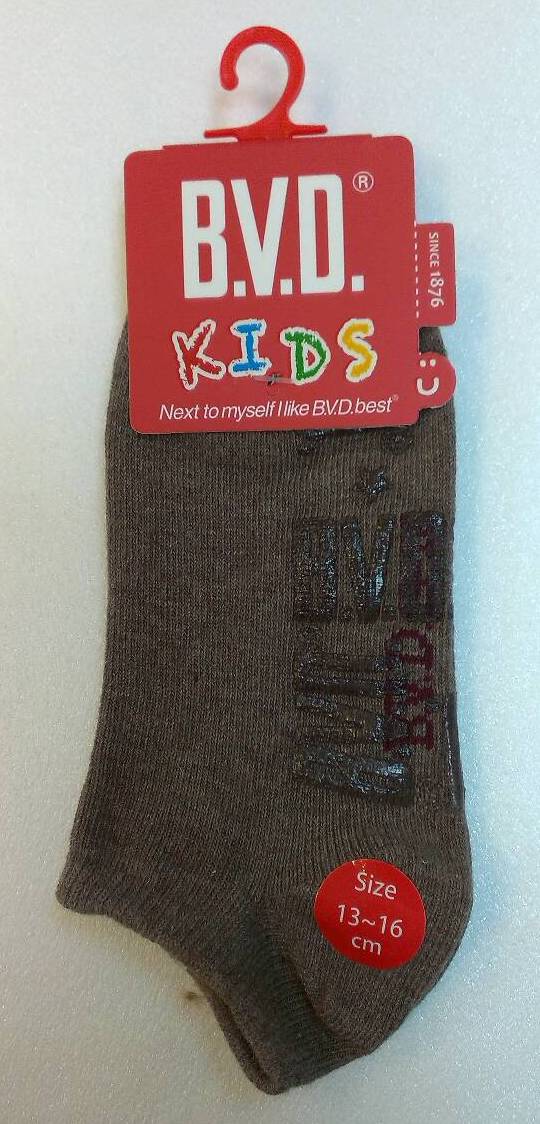 B.V.D.®
SINCE 1876
KIDS
:)
Next to myself I like B.V.D. best®
B.V.D
B.V.D.
Size
13~16
cm